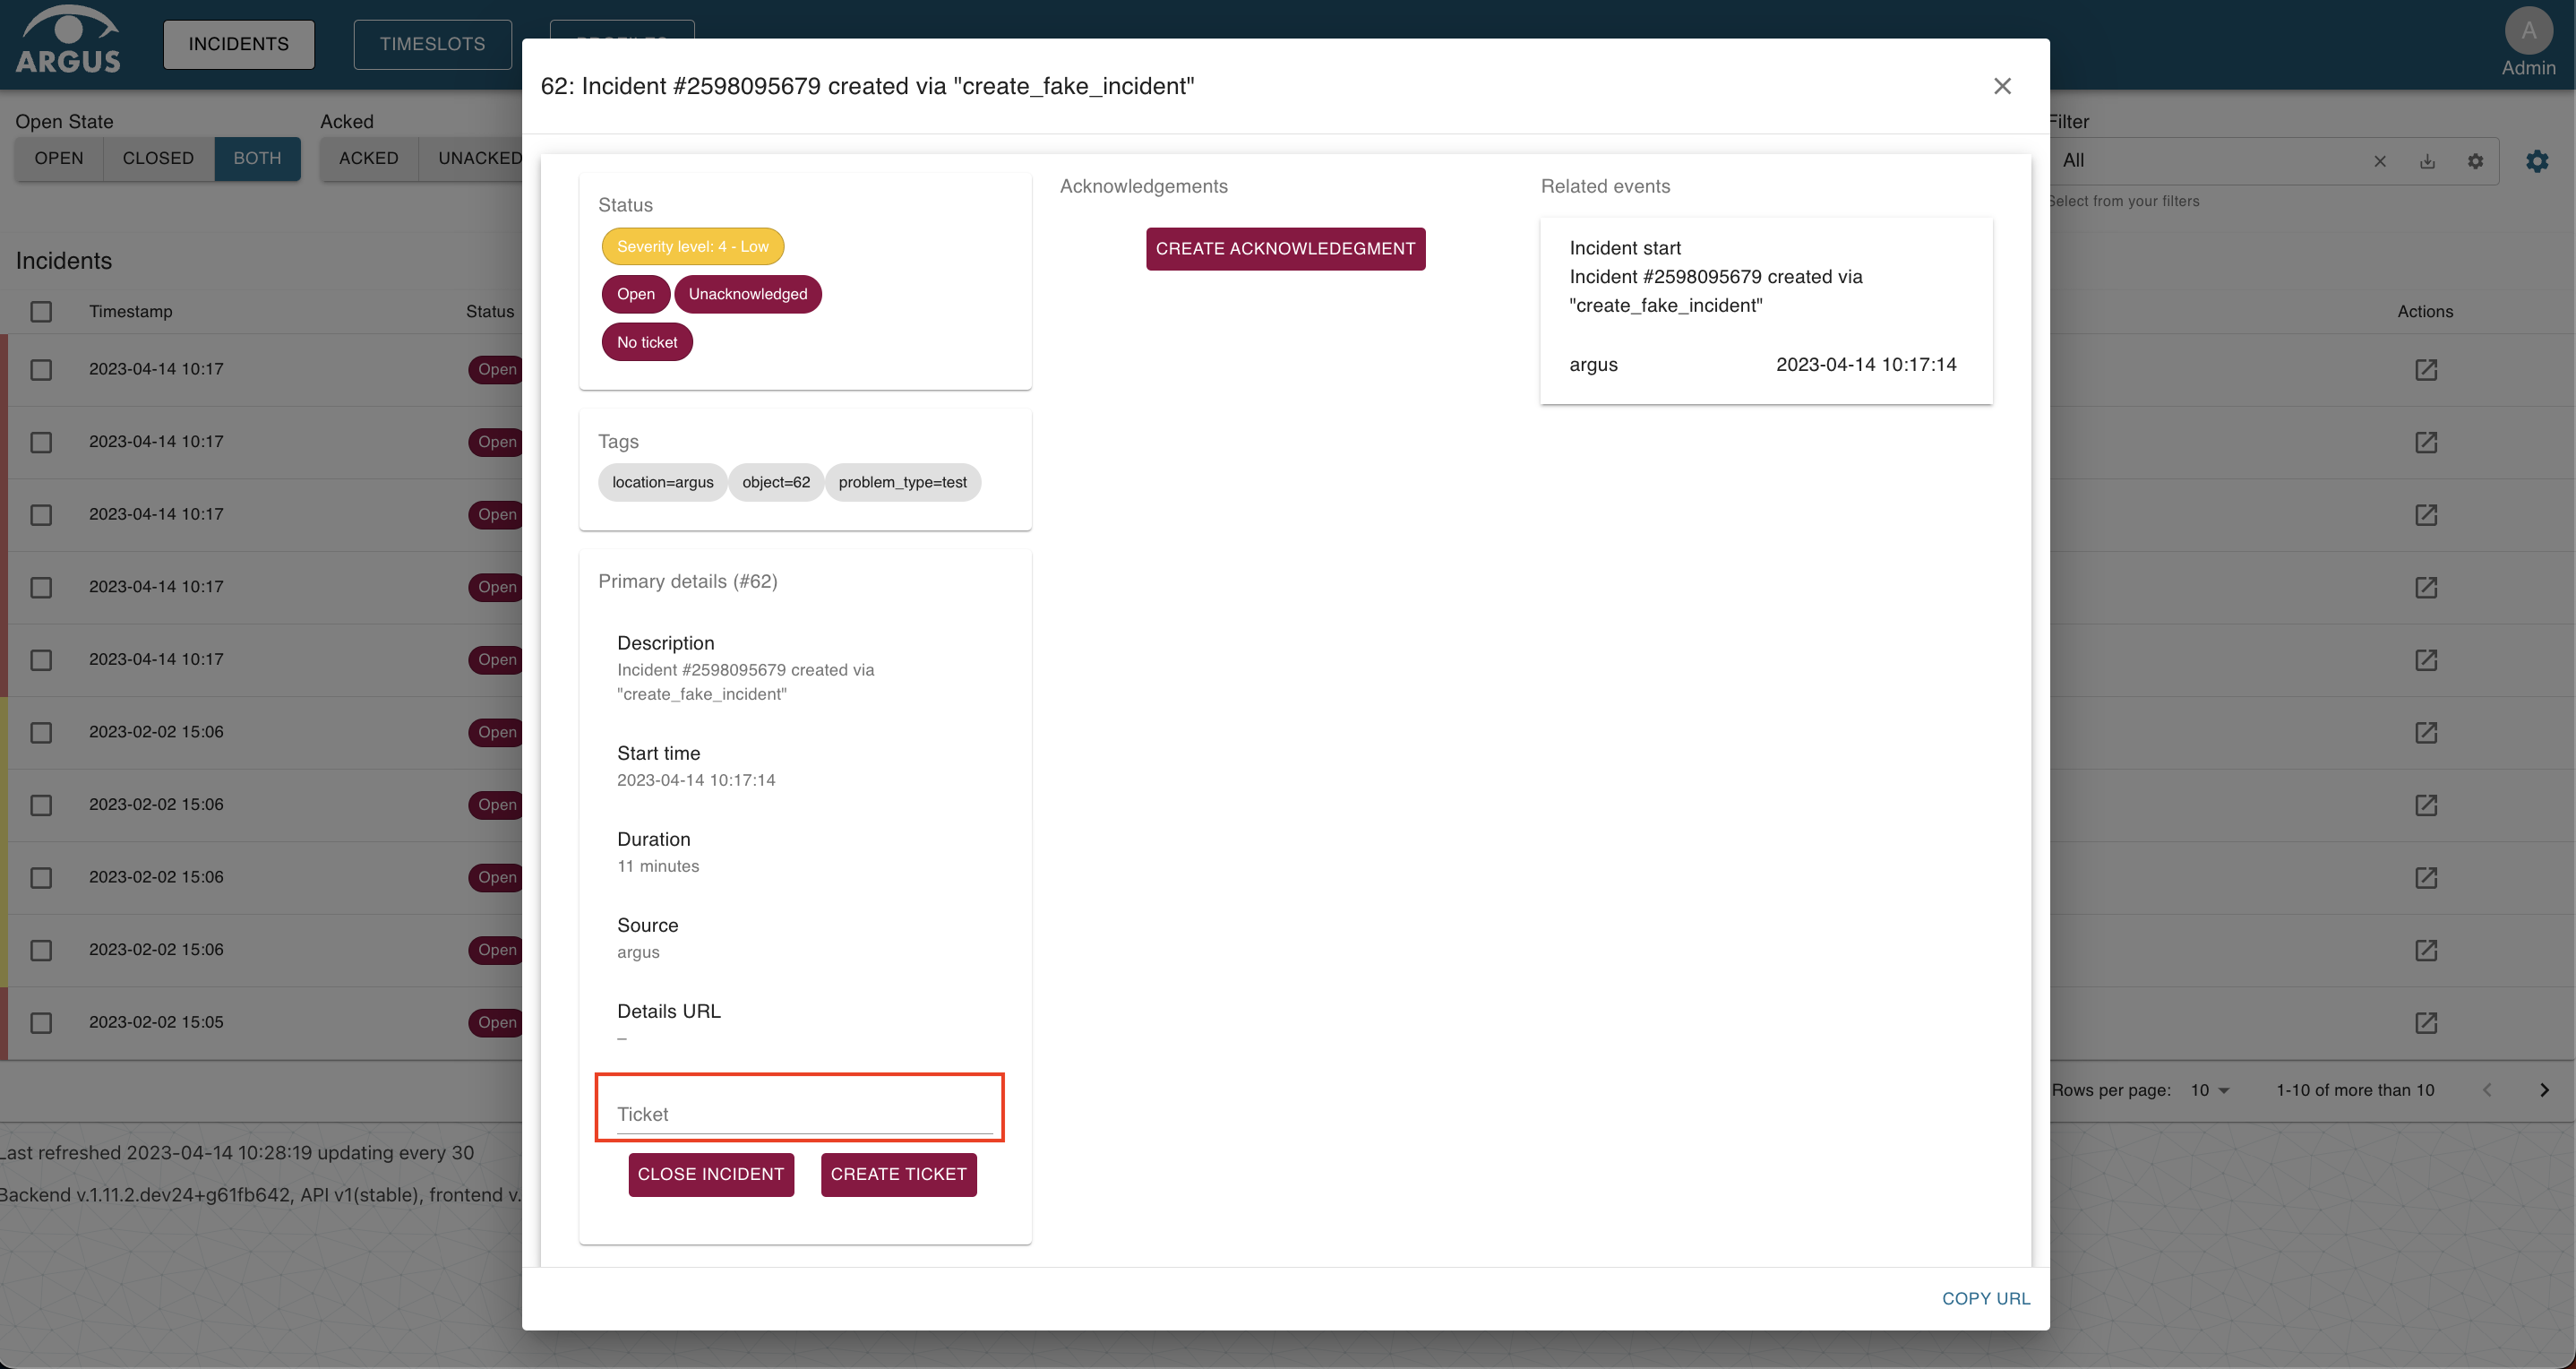 ARGUS
INCIDENTS
TIMESLOTS
A
Admin
Open State
Acked
OPEN
CLOSED
BOTH
ACKED
UNACKED
Filter
All
Select from your filters
Incidents
Timestamp
Status
Actions
2023-04-14 10:17
Open
2023-04-14 10:17
Open
2023-04-14 10:17
Open
2023-04-14 10:17
Open
2023-04-14 10:17
Open
2023-02-02 15:06
Open
2023-02-02 15:06
Open
2023-02-02 15:06
Open
2023-02-02 15:06
Open
2023-02-02 15:05
Open
Rows per page:
10
1-10 of more than 10
Last refreshed 2023-04-14 10:28:19 updating every 30
Backend v.1.11.2.dev24+g61fb642, API v1(stable), frontend v.
62: Incident #2598095679 created via "create_fake_incident"
Status
Severity level: 4 - Low
Open
Unacknowledged
No ticket
Tags
location=argus
object=62
problem_type=test
Primary details (#62)
Description
Incident #2598095679 created via
"create_fake_incident"
Start time
2023-04-14 10:17:14
Duration
11 minutes
Source
argus
Details URL
–
Ticket
CLOSE INCIDENT
CREATE TICKET
Acknowledgements
CREATE ACKNOWLEDEGMENT
Related events
Incident start
Incident #2598095679 created via
"create_fake_incident"
argus
2023-04-14 10:17:14
COPY URL